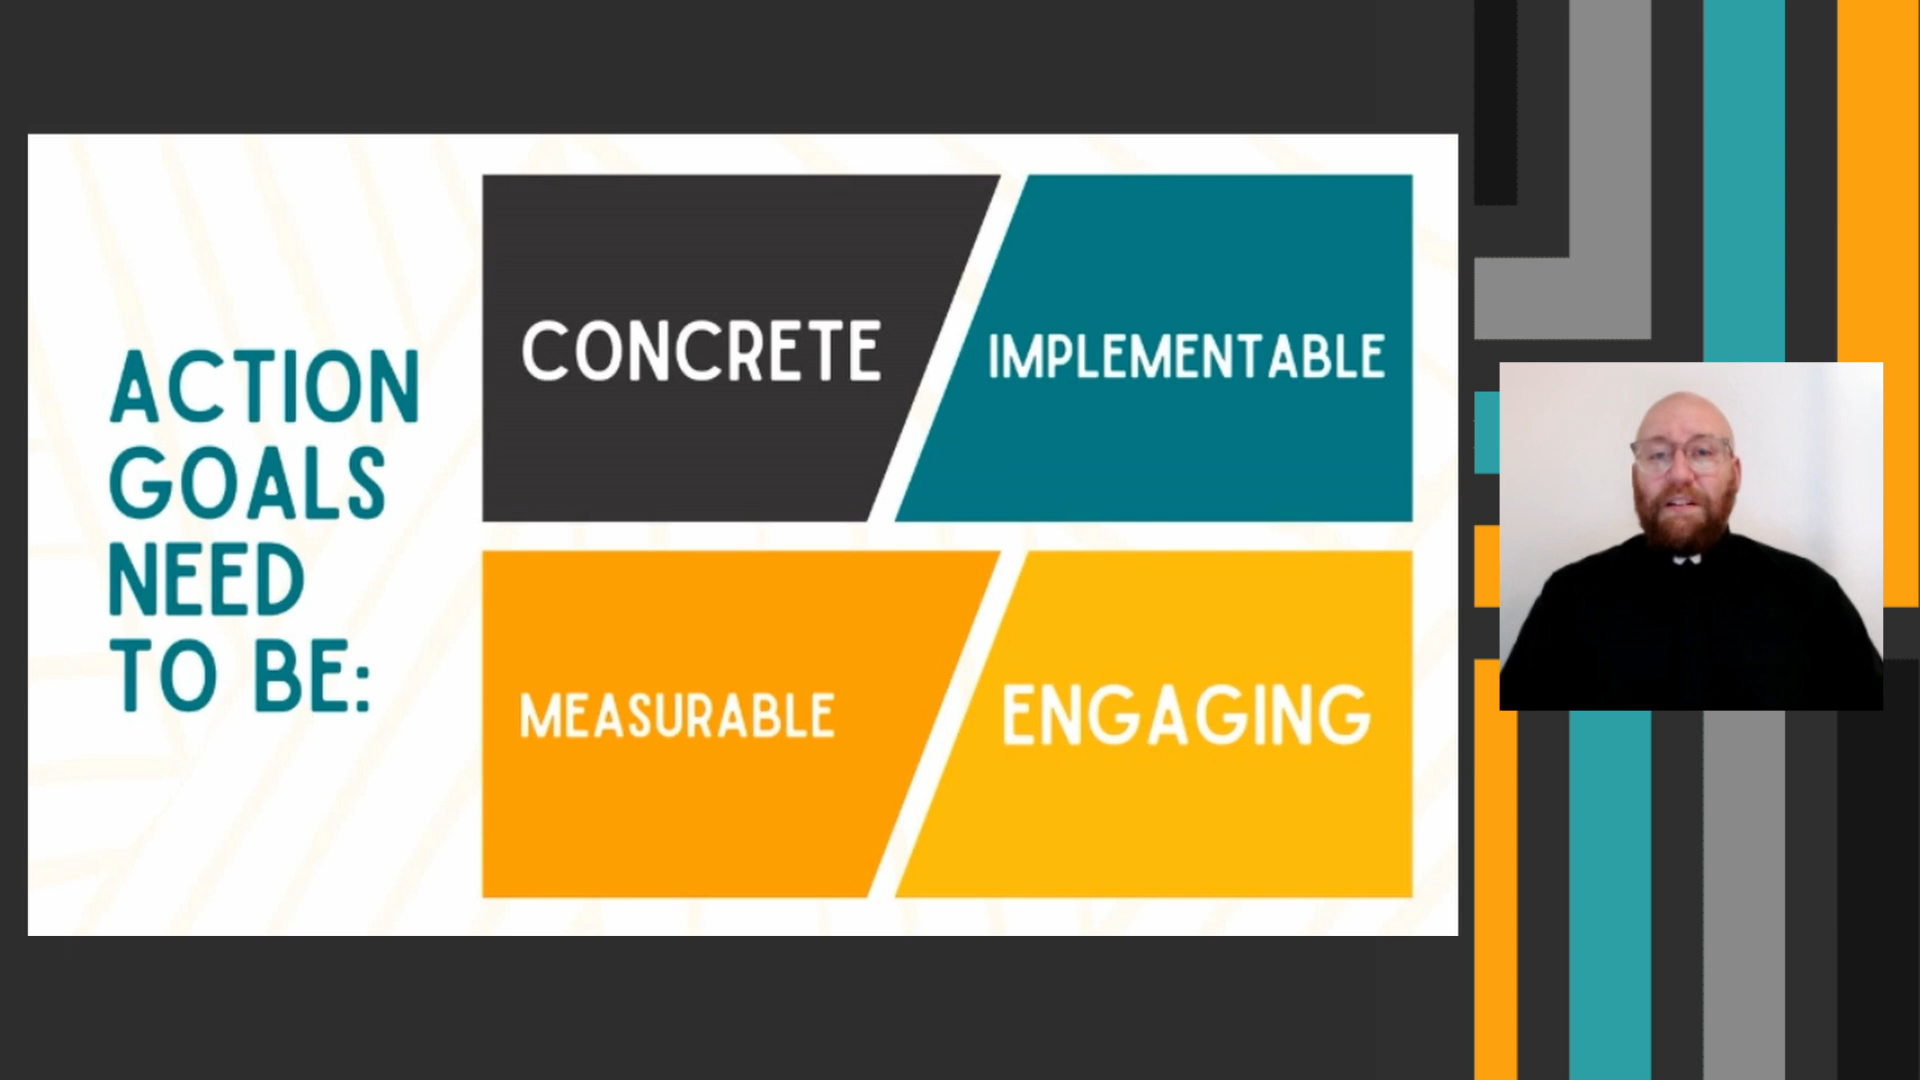 ACTION
GOALS
NEED
TO BE:
CONCRETE
IMPLEMENTABLE
MEASURABLE
ENGAGING